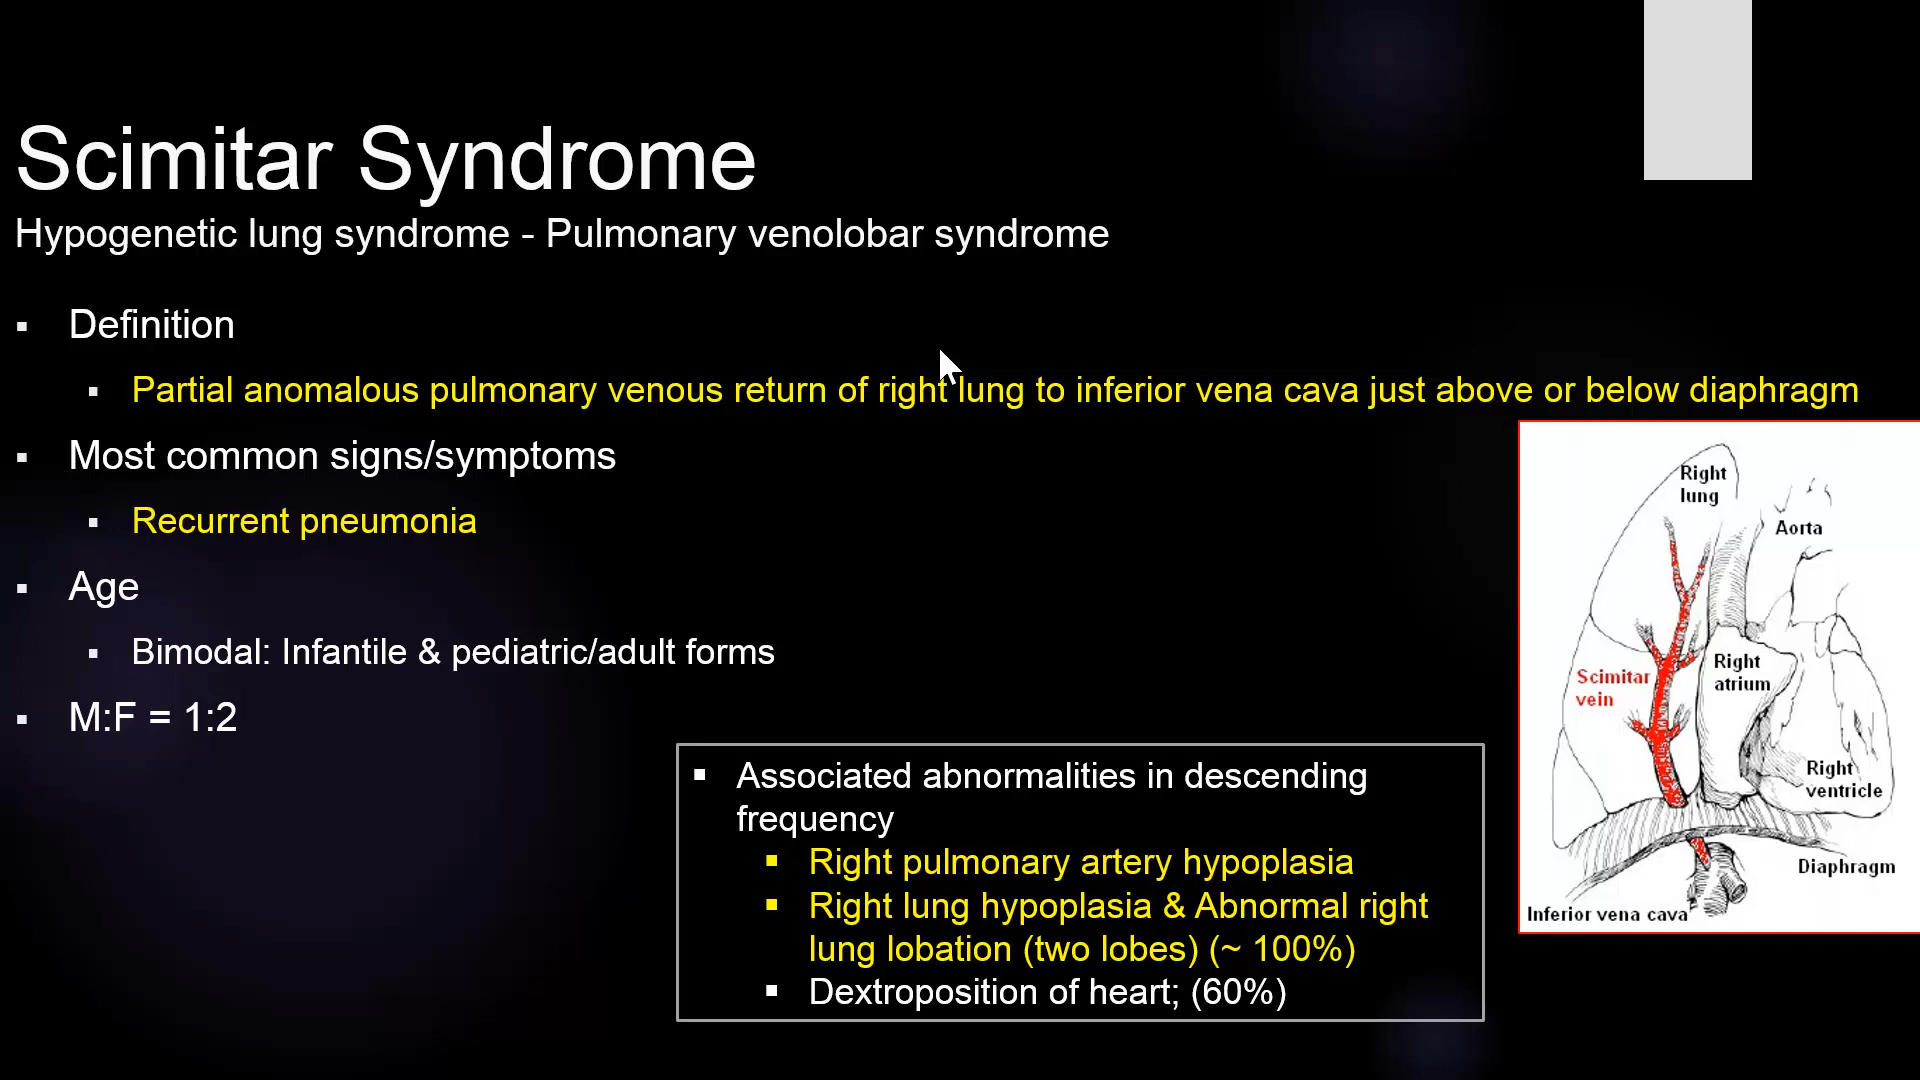 Scimitar Syndrome
Hypogenetic lung syndrome - Pulmonary venolobar syndrome
▪ Definition
▪ Partial anomalous pulmonary venous return of right lung to inferior vena cava just above or below diaphragm
▪ Most common signs/symptoms
▪ Recurrent pneumonia
▪ Age
▪ Bimodal: Infantile & pediatric/adult forms
▪ M:F = 1:2
▪ Associated abnormalities in descending
frequency
▪ Right pulmonary artery hypoplasia
▪ Right lung hypoplasia & Abnormal right
lung lobation (two lobes) (~ 100%)
▪ Dextroposition of heart; (60%)
Right
lung
Aorta
Scimitar
vein
Right
atrium
Right
ventricle
Diaphragm
Inferior vena cava